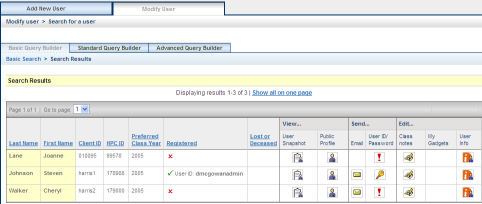 Add New User
Modify User
Modify user > Search for a user
Basic Query Builder
Standard Query Builder
Advanced Query Builder
Basic Search > Search Results
Search Results
Displaying results 1-3 of 3 | Show all on one page
Page 1 of 1 | Go to page: 1
View... Send... Edit...
Last Name First Name Client ID HPC ID Preferred Class Year Registered Lost or Deceased User Snapshot Public Profile Email User ID/ Password Class notes My Gadgets User Info
Lane Joanne 010095 99570 2005
Johnson Steven harris1 178900 2005 User ID: dmcgowanadmin
Walker Cheryl harris2 179000 2005